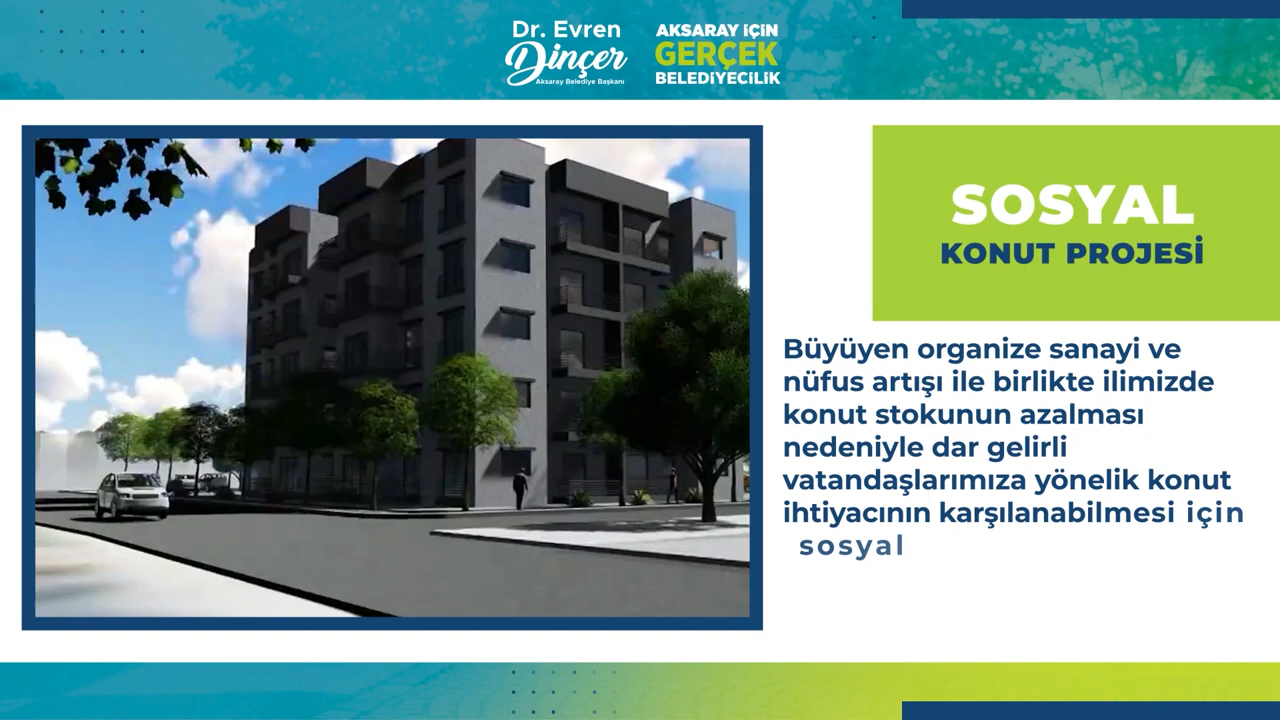 Dr. Evren
Dinçer
Aksaray Belediye Başkanı
AKSARAY İÇİN
GERÇEK
BELEDİYECİLİK
SOSYAL
KONUT PROJESİ
Büyüyen organize sanayi ve
nüfus artışı ile birlikte ilimizde
konut stokunun azalması
nedeniyle dar gelirli
vatandaşlarımıza yönelik konut
ihtiyacının karşılanabilmesi için
sosyal